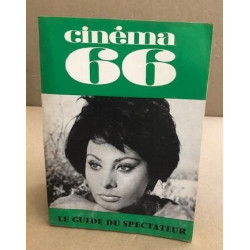 cinéma
66
LE GUIDE DU SPECTATEUR